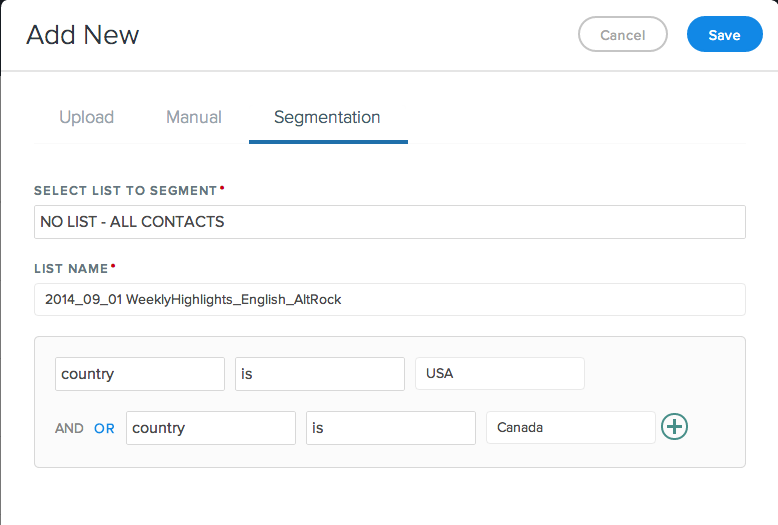 Add New
Cancel
Save
Upload
Manual
Segmentation
SELECT LIST TO SEGMENT•
NO LIST - ALL CONTACTS
LIST NAME•
2014_09_01 WeeklyHighlights_English_AltRock
country is USA
AND OR country is Canada